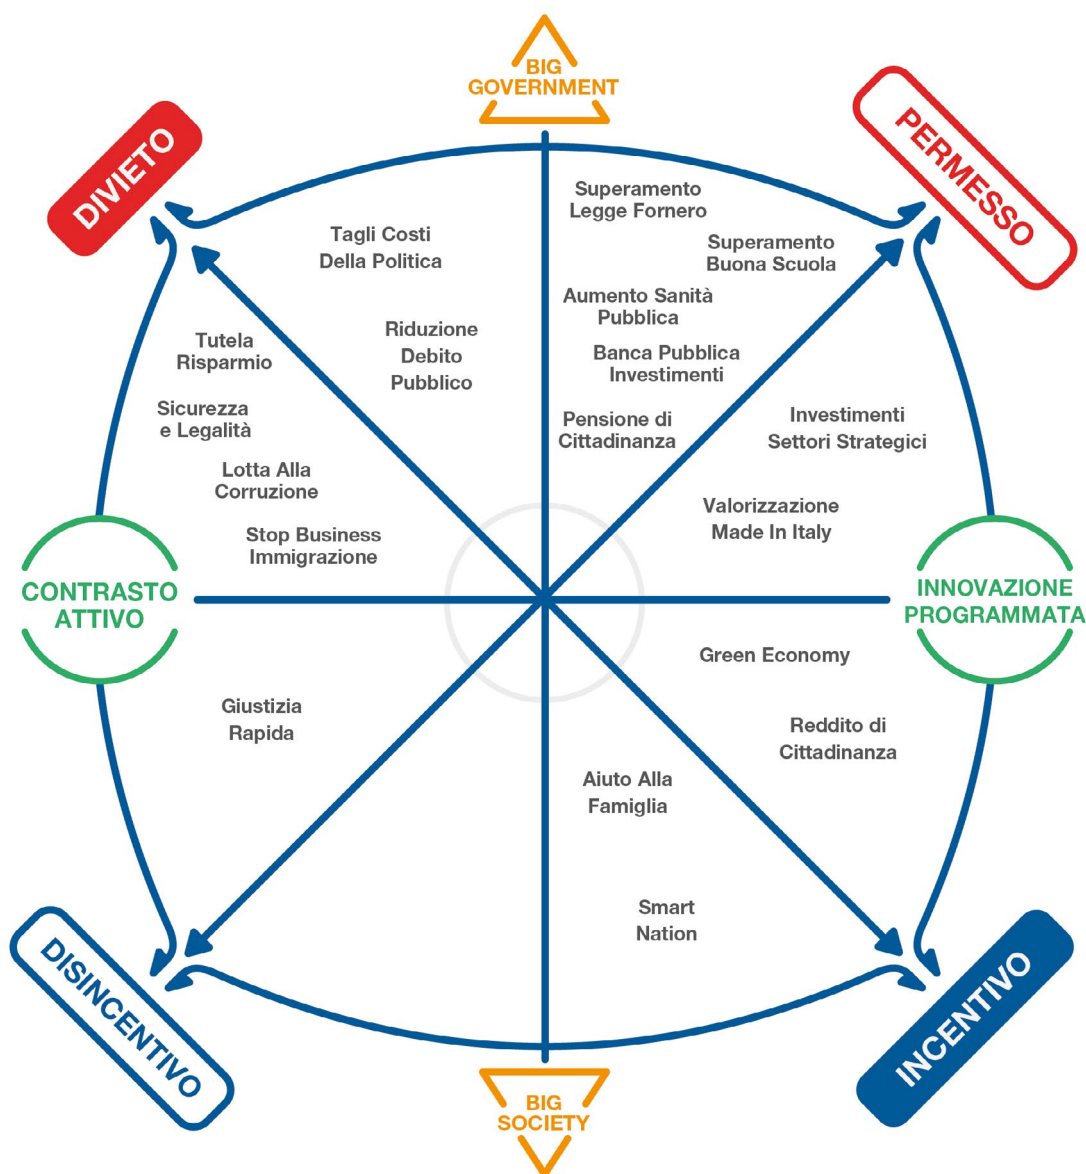 BIG
GOVERNMENT
DIVIETO
PERMESSO
Superamento
Legge Fornero
Tagli Costi
Della Politica
Superamento
Buona Scuola
Aumento Sanità
Pubblica
Riduzione
Debito
Pubblico
Tutela
Risparmio
Banca Pubblica
Investimenti
Sicurezza
e Legalità
Pensione di
Cittadinanza
Investimenti
Settori Strategici
Lotta Alla
Corruzione
Valorizzazione
Made In Italy
Stop Business
Immigrazione
CONTRASTO
ATTIVO
INNOVAZIONE
PROGRAMMATA
Green Economy
Giustizia
Rapida
Reddito di
Cittadinanza
Aiuto Alla
Famiglia
Smart
Nation
DISINCENTIVO
INCENTIVO
BIG
SOCIETY